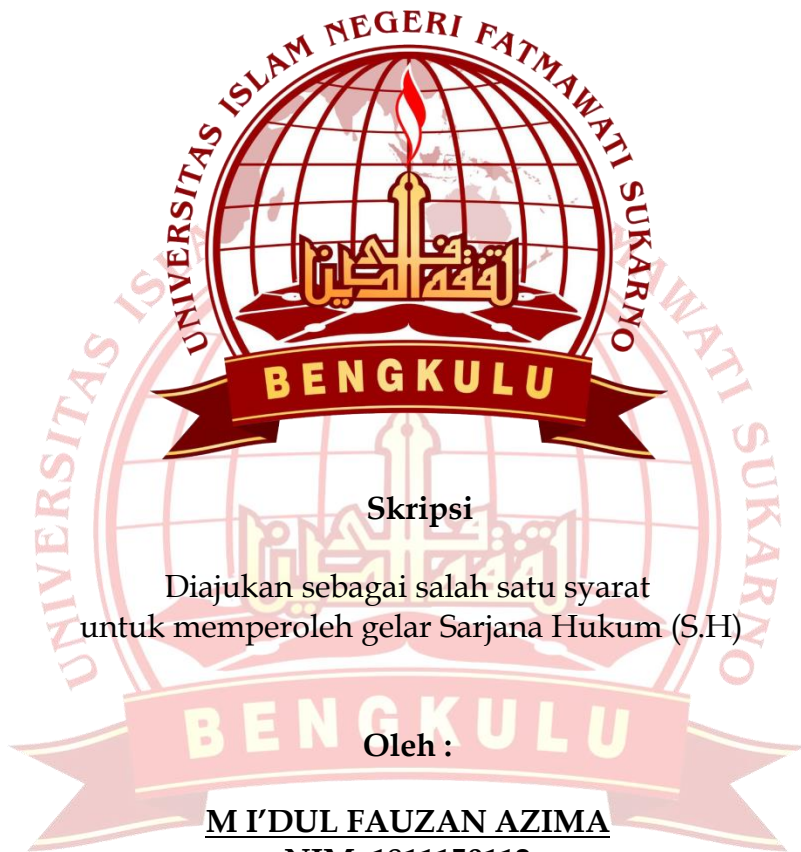 UNIVERSITAS ISLAM NEGERI FATMAWATI SUKARNO
BENGKULU
Skripsi
Diajukan sebagai salah satu syarat
untuk memperoleh gelar Sarjana Hukum (S.H)
Oleh :
M I’DUL FAUZAN AZIMA